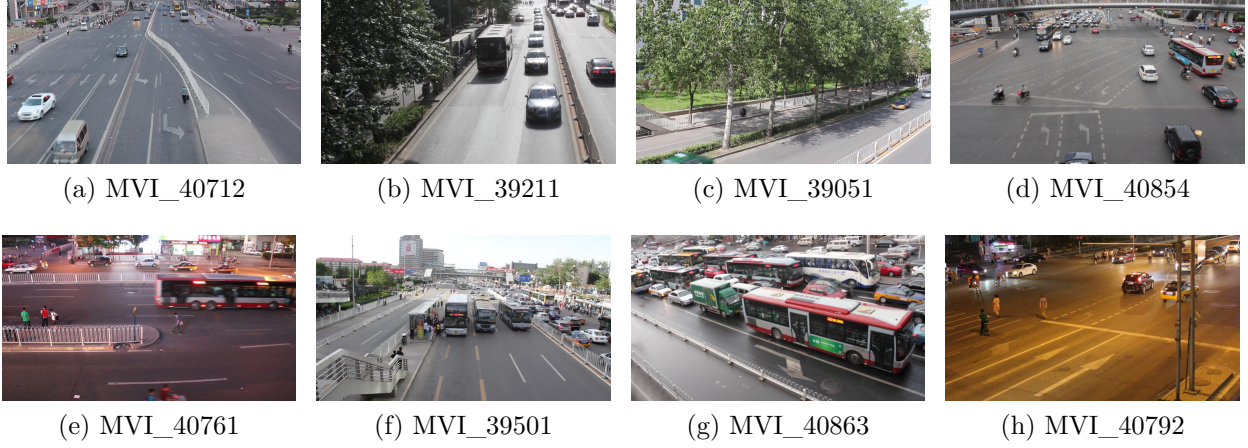 (a) MVI_40712
(b) MVI_39211
(c) MVI_39051
(d) MVI_40854
(e) MVI_40761
(f) MVI_39501
(g) MVI_40863
(h) MVI_40792